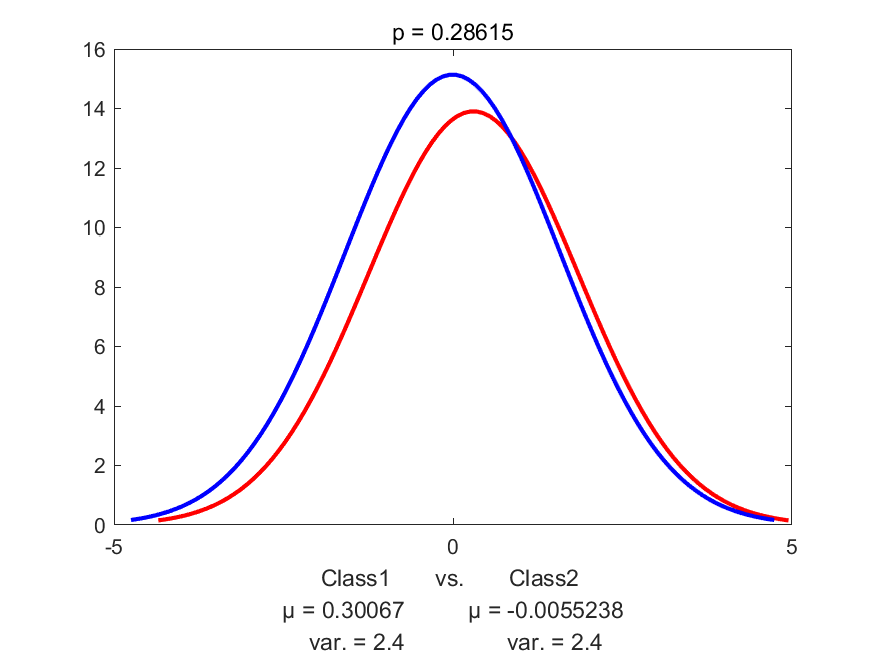 p = 0.28615
16
14
12
10
8
6
4
2
0
-5 0 5
Class1 vs. Class2
μ = 0.30067 μ = -0.0055238
var. = 2.4 var. = 2.4